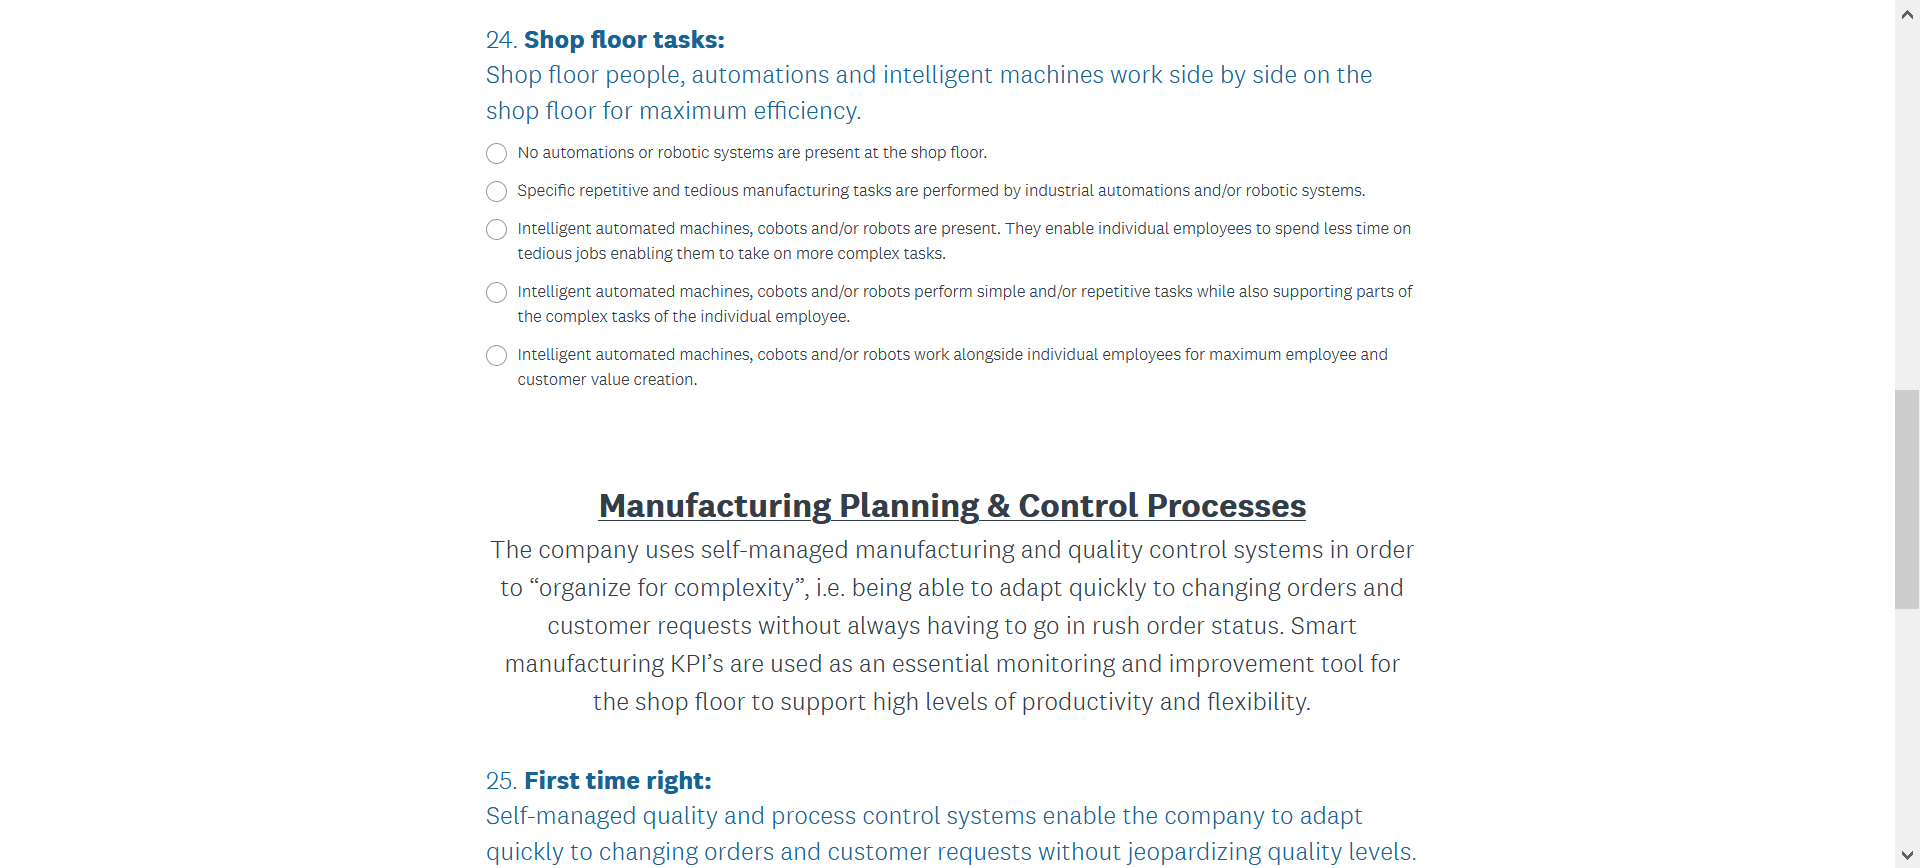 24. Shop floor tasks:
Shop floor people, automations and intelligent machines work side by side on the
shop floor for maximum efficiency.
No automations or robotic systems are present at the shop floor.
Specific repetitive and tedious manufacturing tasks are performed by industrial automations and/or robotic systems.
Intelligent automated machines, cobots and/or robots are present. They enable individual employees to spend less time on
tedious jobs enabling them to take on more complex tasks.
Intelligent automated machines, cobots and/or robots perform simple and/or repetitive tasks while also supporting parts of
the complex tasks of the individual employee.
Intelligent automated machines, cobots and/or robots work alongside individual employees for maximum employee and
customer value creation.
Manufacturing Planning & Control Processes
The company uses self-managed manufacturing and quality control systems in order
to “organize for complexity”, i.e. being able to adapt quickly to changing orders and
customer requests without always having to go in rush order status. Smart
manufacturing KPI’s are used as an essential monitoring and improvement tool for
the shop floor to support high levels of productivity and flexibility.
25. First time right:
Self-managed quality and process control systems enable the company to adapt
quickly to changing orders and customer requests without jeopardizing quality levels.